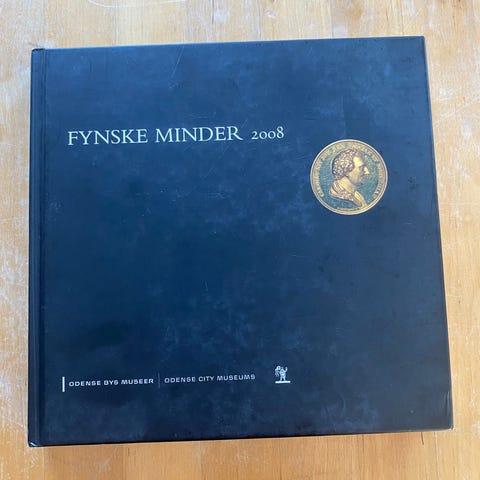 FYNSKE MINDER 2008
ODENSE BYS MUSEER | ODENSE CITY MUSEUMS